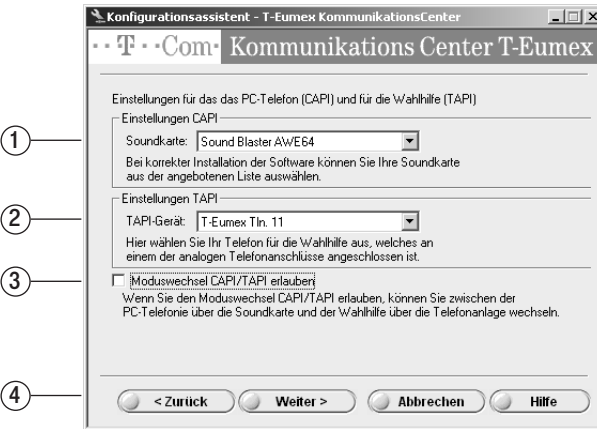 Konfigurationsassistent - T-Eumex KommunikationsCenter
··T··Com· Kommunikations Center T-Eumex
Einstellungen für das das PC-Telefon (CAPI) und für die Wahlhilfe (TAPI)
Einstellungen CAPI
1
Soundkarte: Sound Blaster AWE64
Bei korrekter Installation der Software können Sie Ihre Soundkarte
aus der angebotenen Liste auswählen.
Einstellungen TAPI
2
TAPI-Gerät: T-Eumex Tln. 11
Hier wählen Sie Ihr Telefon für die Wahlhilfe aus, welches an
einem der analogen Telefonanschlüsse angeschlossen ist.
3
Moduswechsel CAPI/TAPI erlauben
Wenn Sie den Moduswechsel CAPI/TAPI erlauben, können Sie zwischen der
PC-Telefonie über die Soundkarte und der Wahlhilfe über die Telefonanlage wechseln.
4
< Zurück Weiter > Abbrechen Hilfe